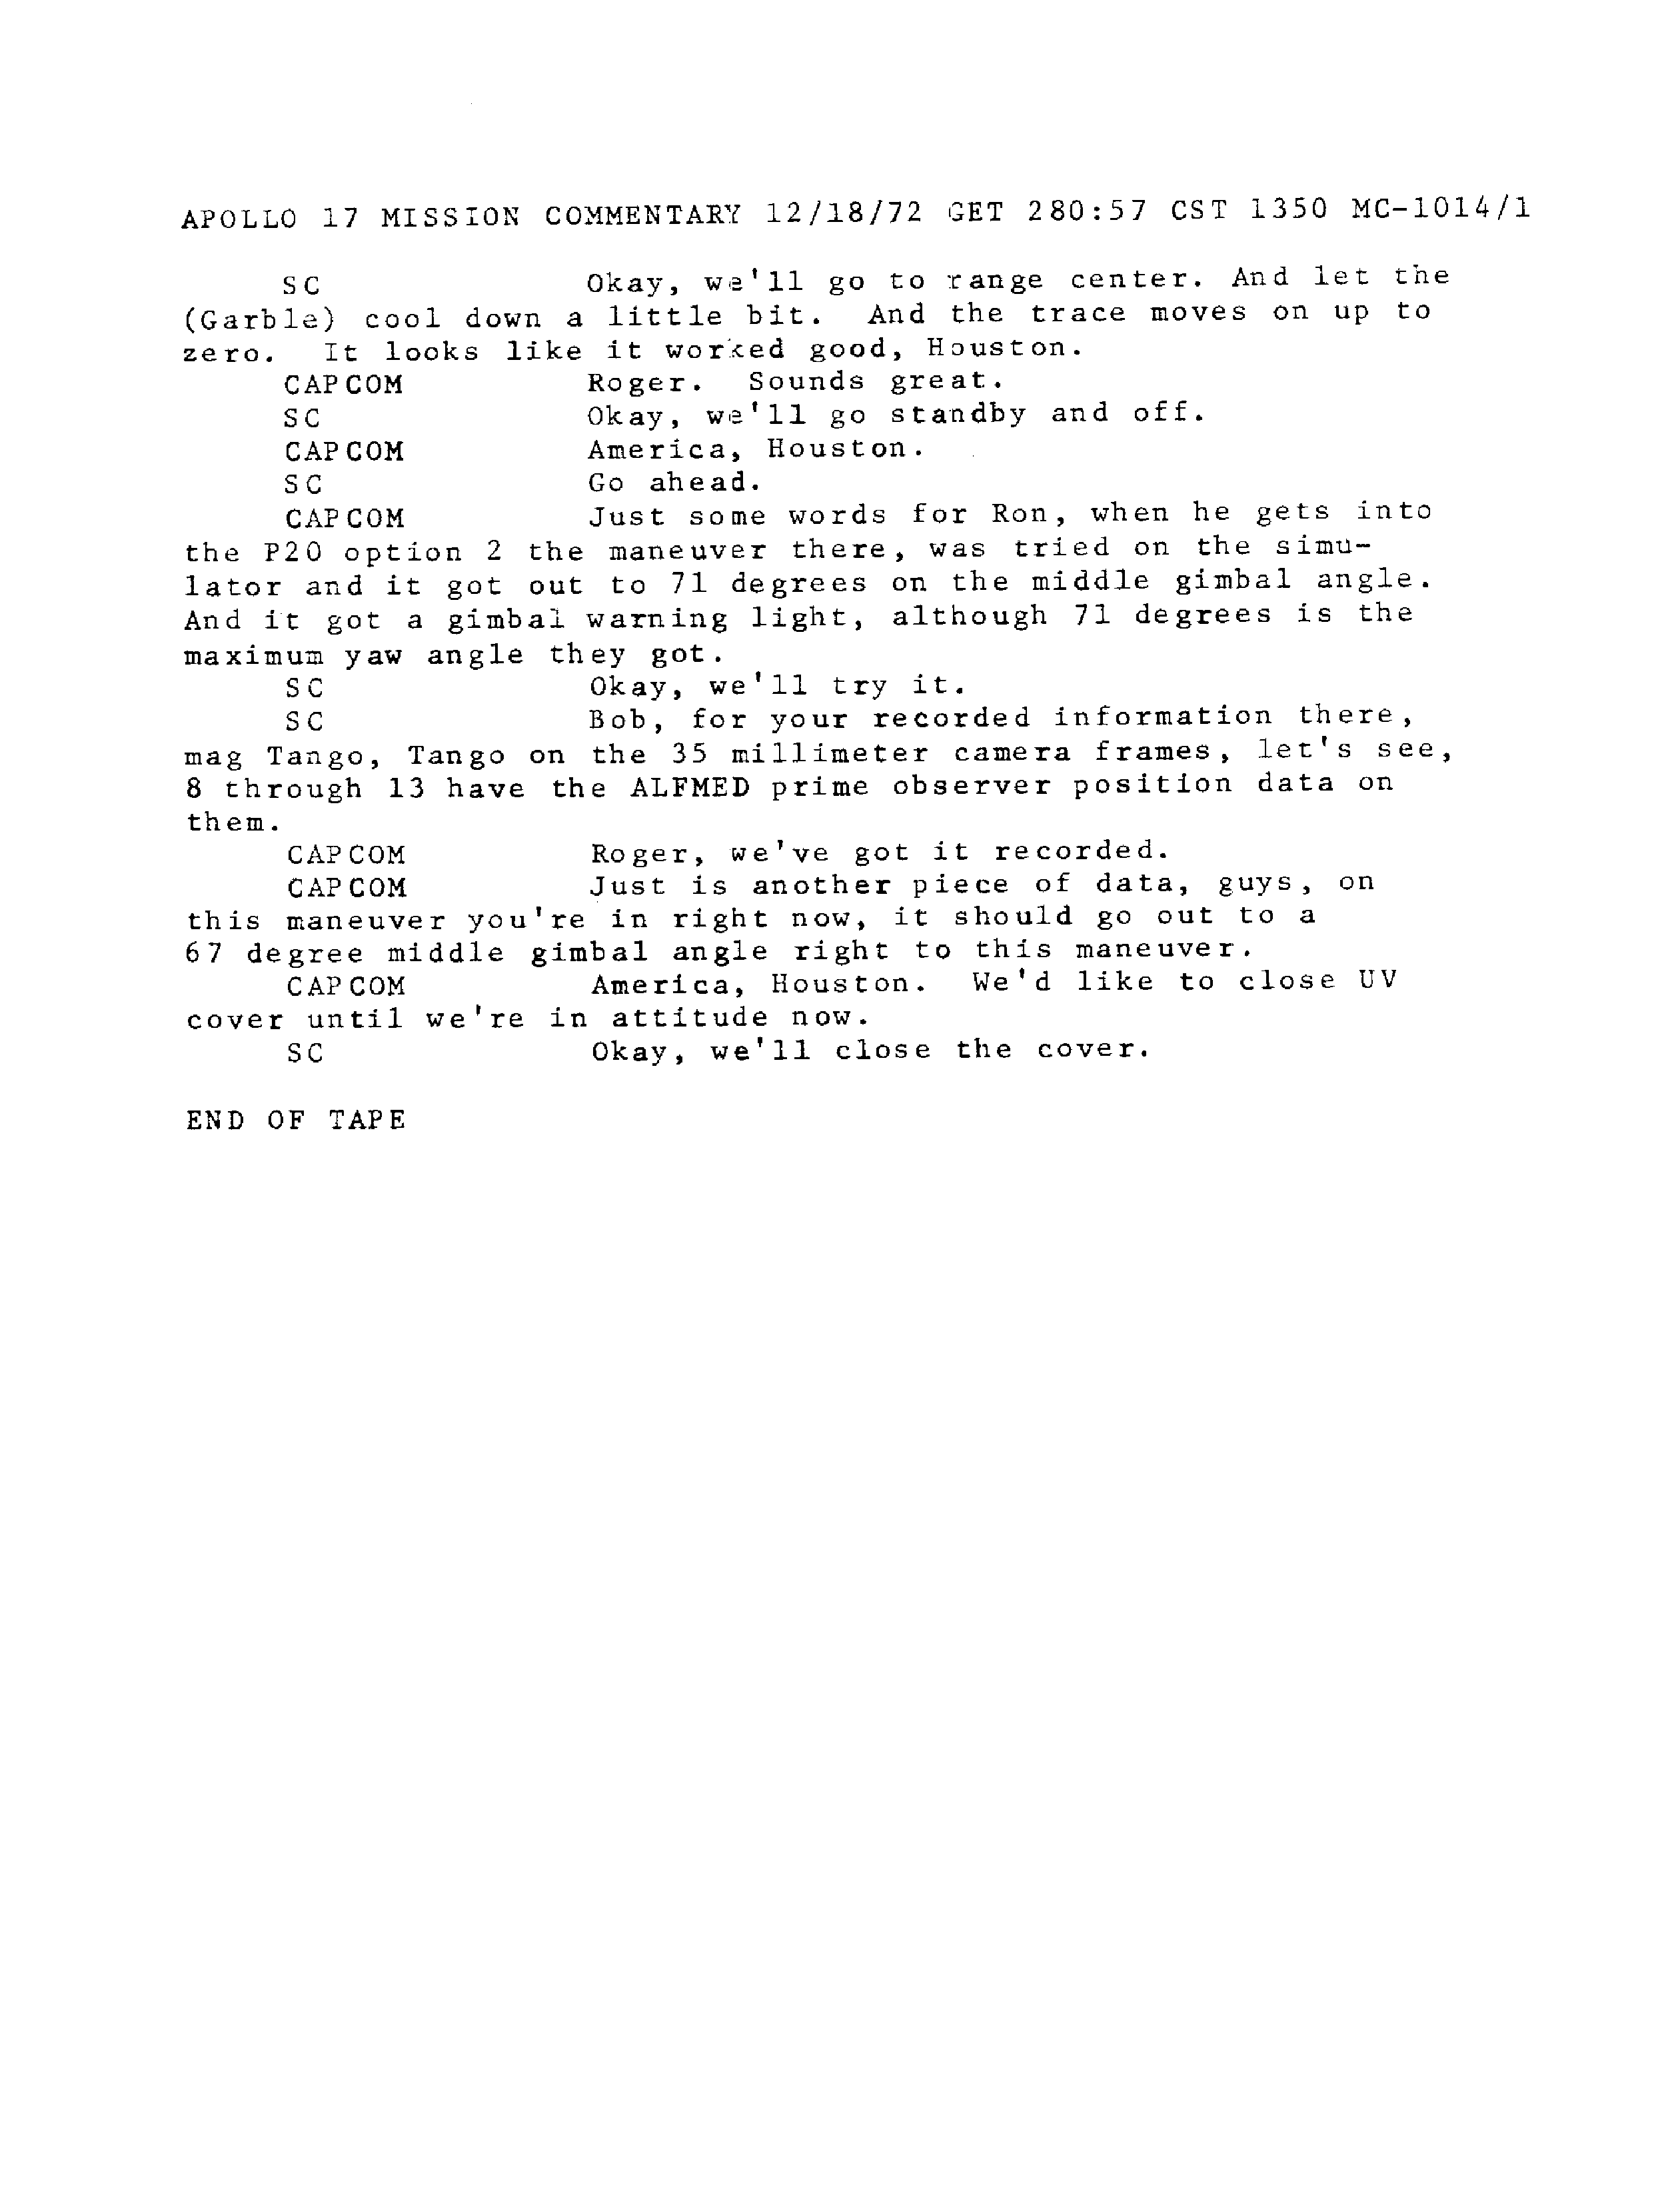 APOLLO 17 MISSION COMMENTARY 12/18/72 GET 280:57 CST 1350 MC-1014/1
SC Okay, we'll go to range center. And let the
(Garble) cool down a little bit. And the trace moves on up to
zero. It looks like it worked good, Houston.
CAPCOM Roger. Sounds great.
SC Okay, we'll go standby and off.
CAPCOM America, Houston.
SC Go ahead.
CAPCOM Just some words for Ron, when he gets into
the P20 option 2 the maneuver there, was tried on the simu-
lator and it got out to 71 degrees on the middle gimbal angle.
And it got a gimbal warning light, although 71 degrees is the
maximum yaw angle they got.
SC Okay, we'll try it.
SC Bob, for your recorded information there,
mag Tango, Tango on the 35 millimeter camera frames, let's see,
8 through 13 have the ALFMED prime observer position data on
them.
CAPCOM Roger, we've got it recorded.
CAPCOM Just is another piece of data, guys, on
this maneuver you're in right now, it should go out to a
67 degree middle gimbal angle right to this maneuver.
CAPCOM America, Houston. We'd like to close UV
cover until we're in attitude now.
SC Okay, we'll close the cover.
END OF TAPE